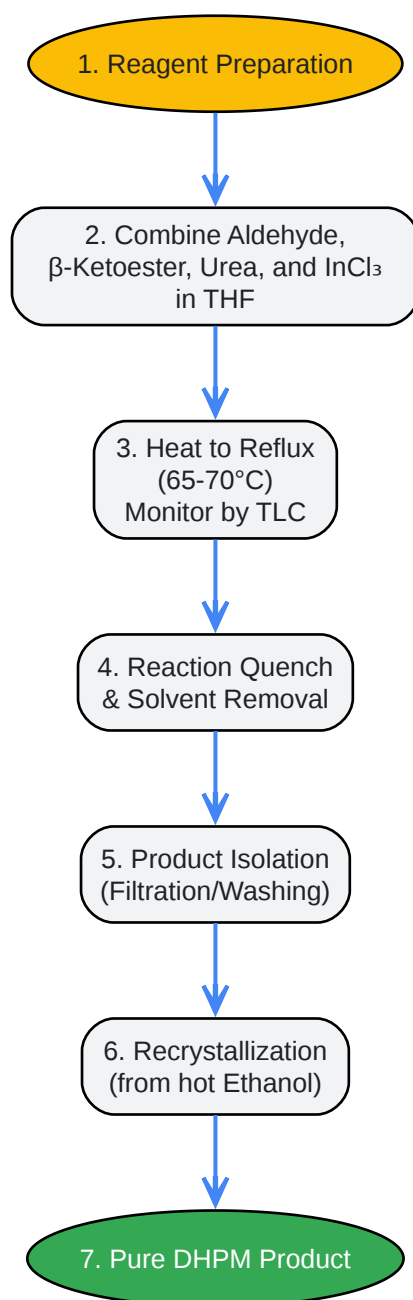 1. Reagent Preparation
2. Combine Aldehyde,
β-Ketoester, Urea, and InCl₃
in THF
3. Heat to Reflux
(65-70°C)
Monitor by TLC
4. Reaction Quench
& Solvent Removal
5. Product Isolation
(Filtration/Washing)
6. Recrystallization
(from hot Ethanol)
7. Pure DHPM Product